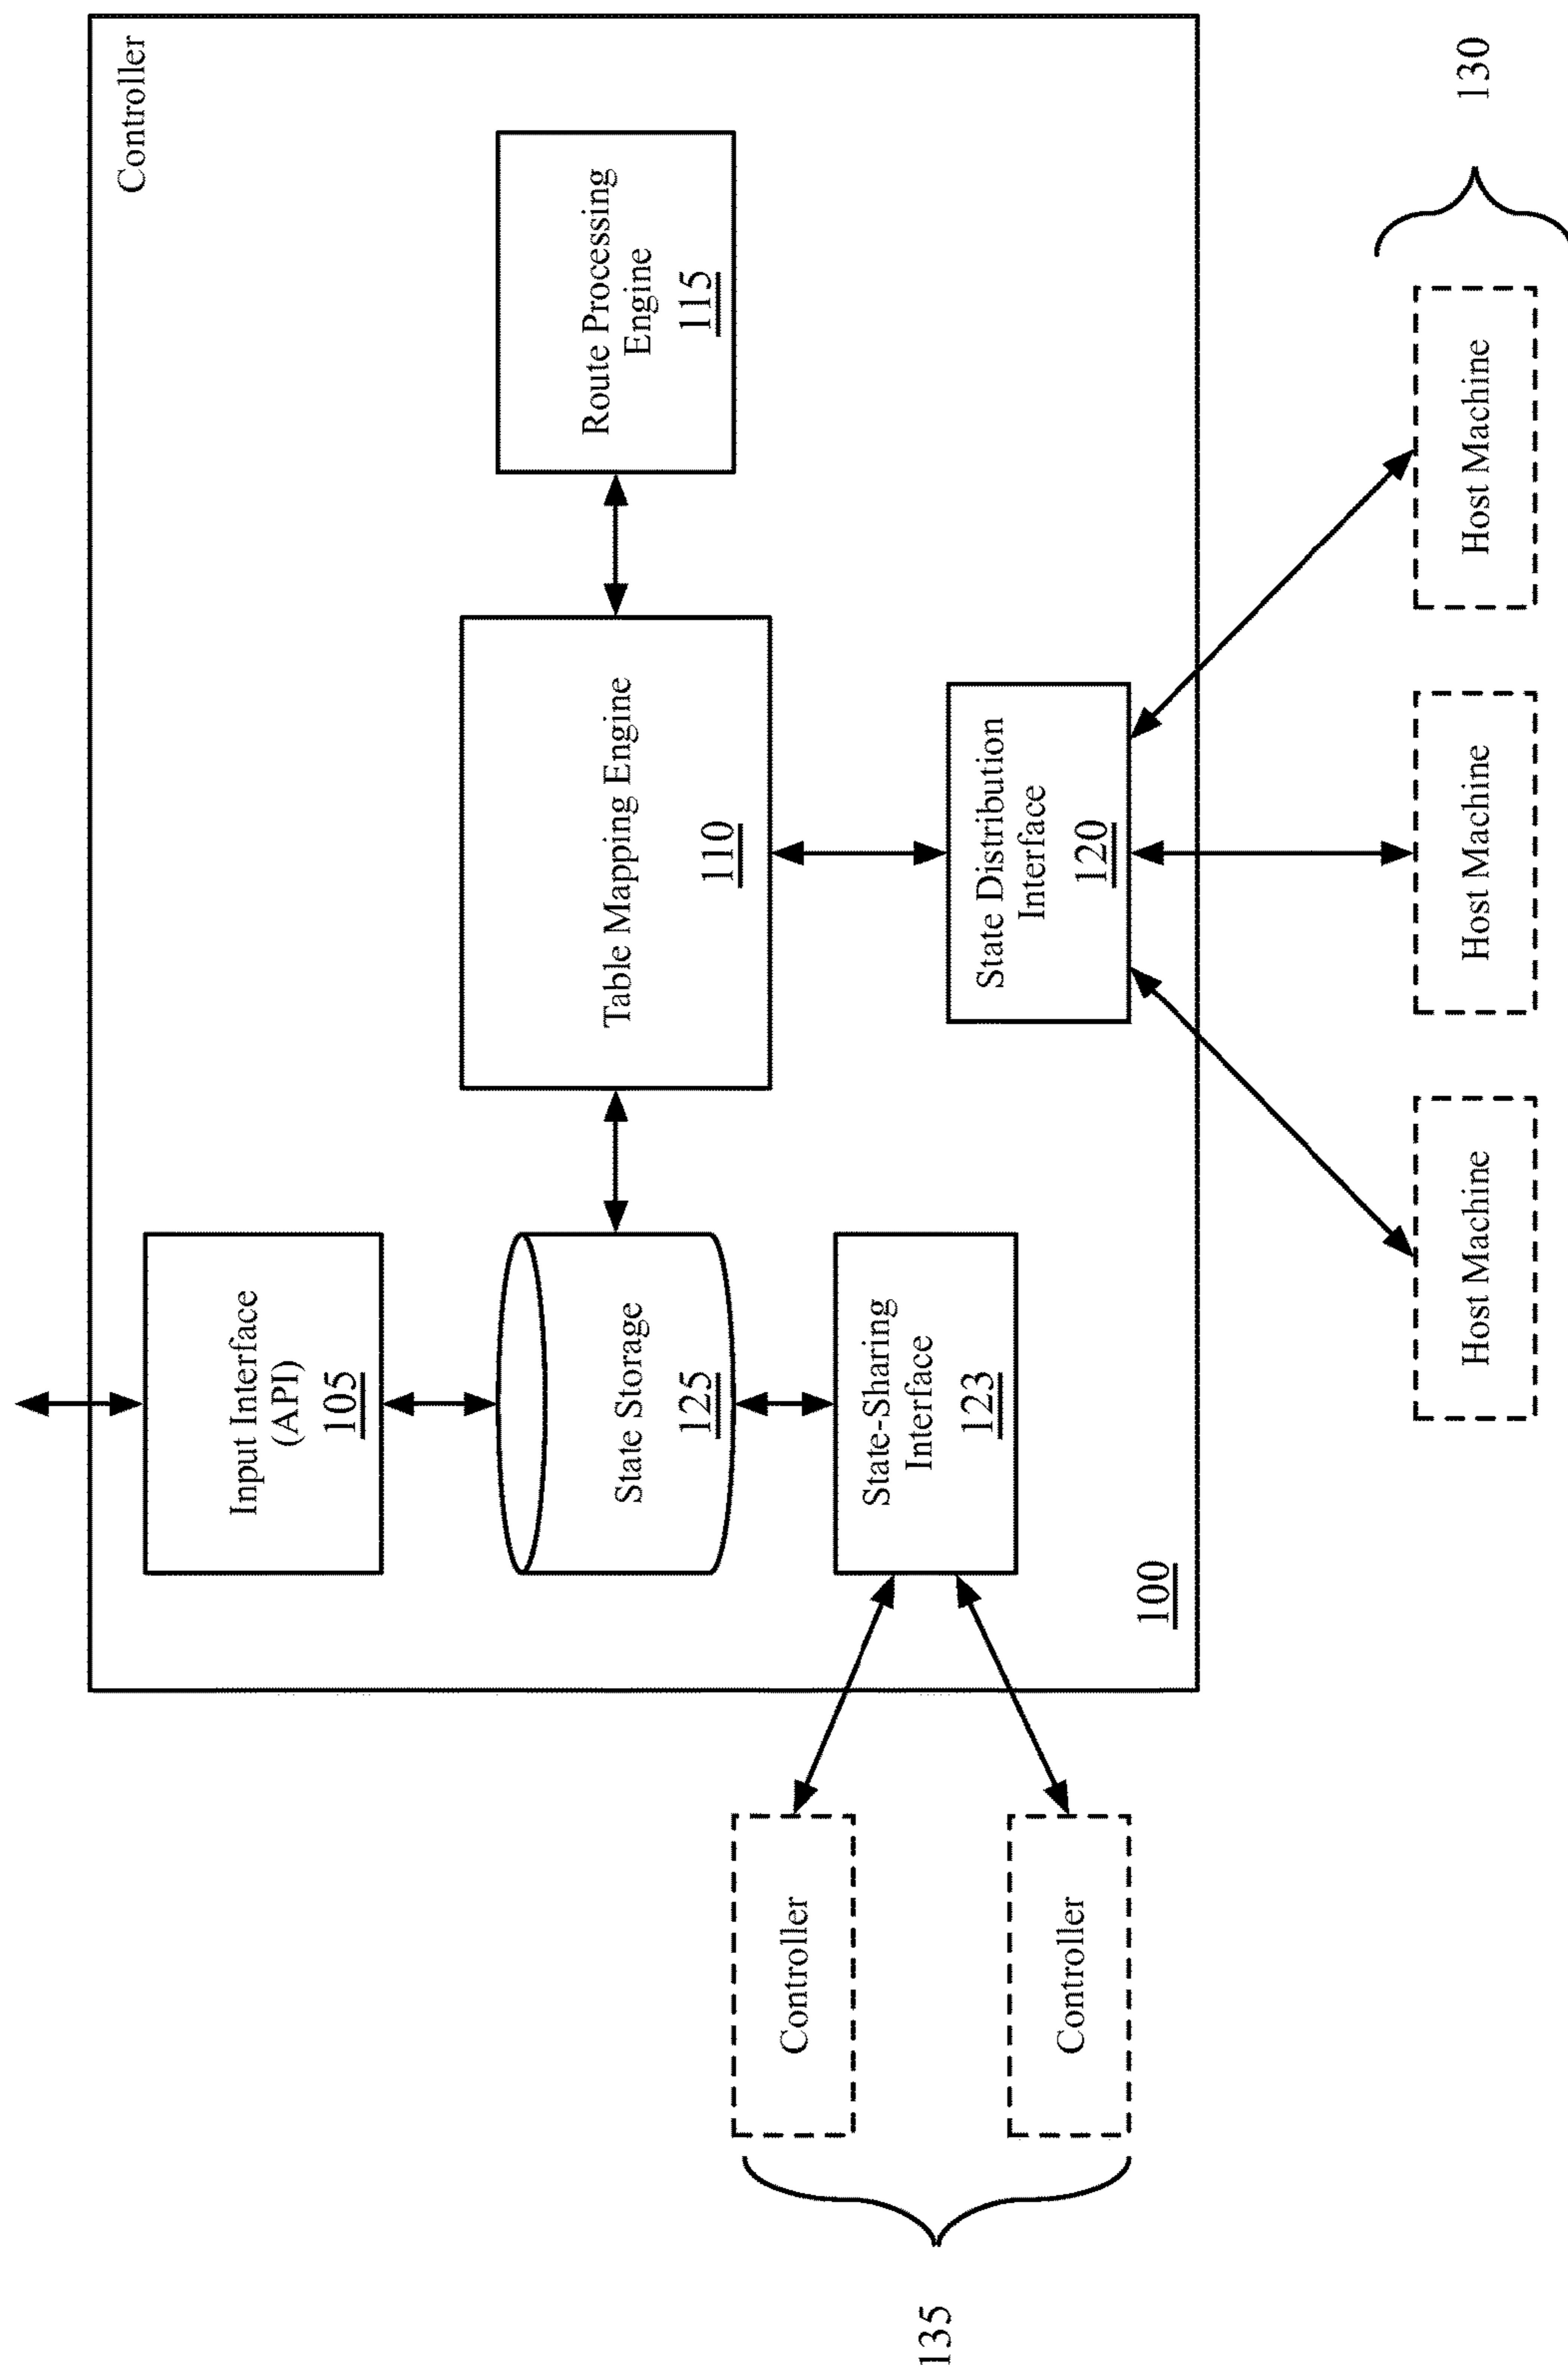 Controller
Input Interface
(API)
105
State Storage
125
Table Mapping Engine
110
Route Processing
Engine
115
State-Sharing
Interface
123
State Distribution
Interface
120
100
Controller
Controller
135
Host Machine
Host Machine
Host Machine
130